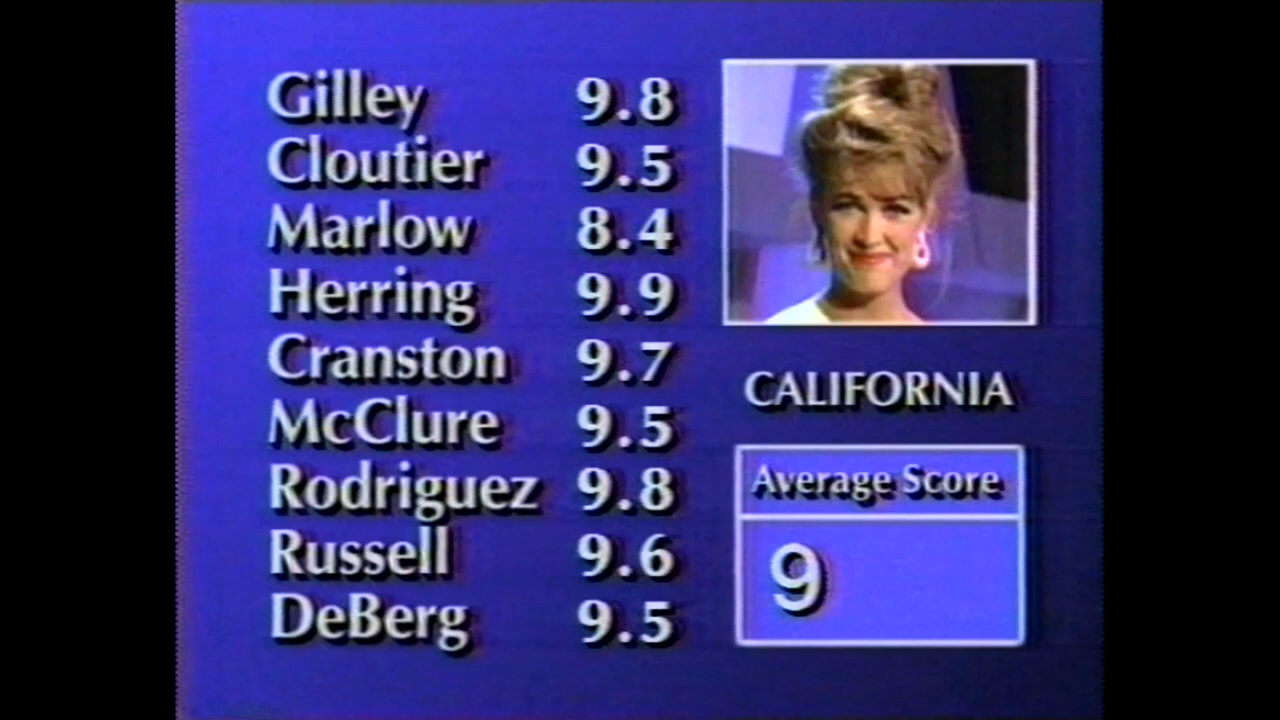 Gilley 9.8
Cloutier 9.5
Marlow 8.4
Herring 9.9
Cranston 9.7
McClure 9.5
Rodriguez 9.8
Russell 9.6
DeBerg 9.5
CALIFORNIA
Average Score
9